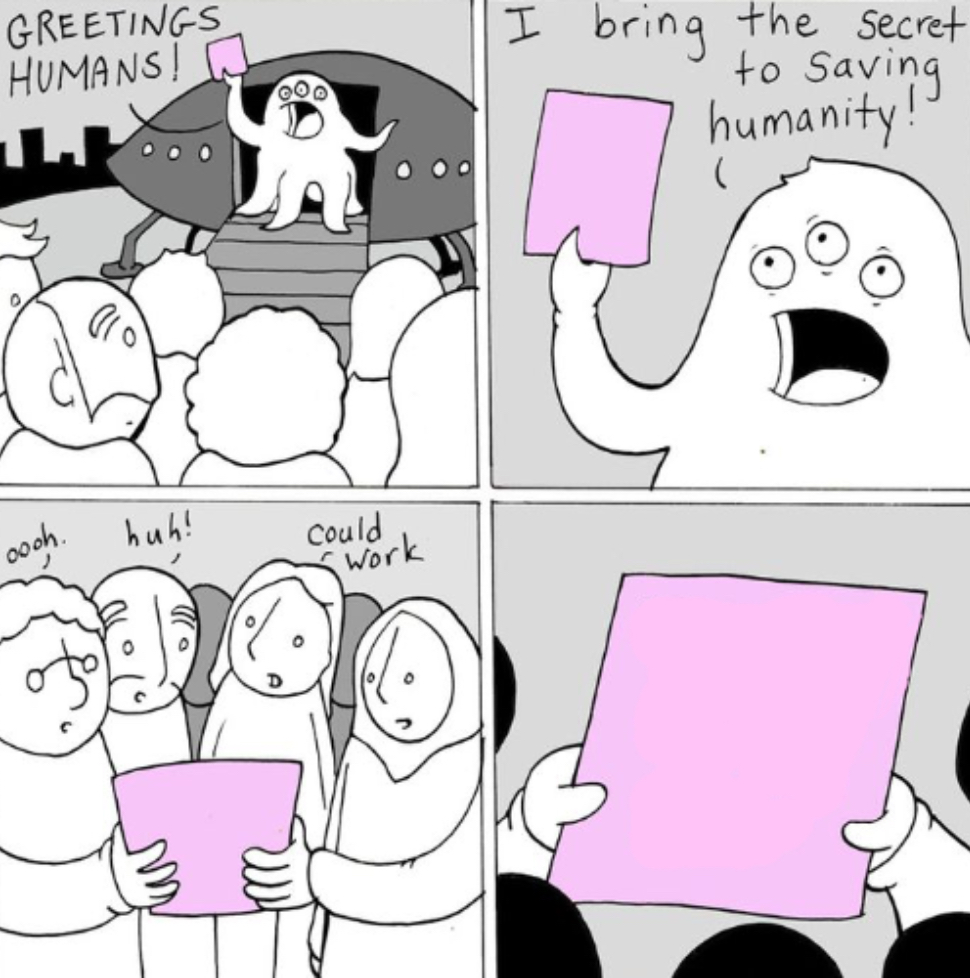 GREETINGS
HUMANS!
I bring the secret
to saving
humanity!
oooh.
huh!
could
work